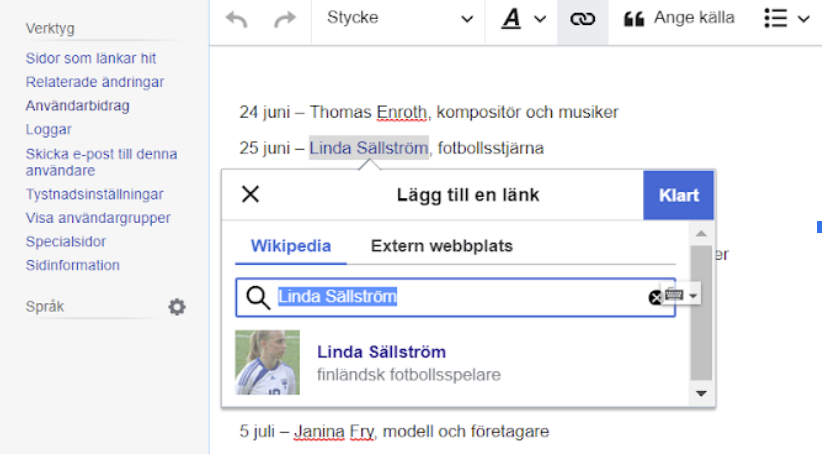 Verktyg
Sidor som länkar hit
Relaterade ändringar
Användarbidrag
Loggar
Skicka e-post till denna
användare
Tystnadsinställningar
Visa användargrupper
Specialsidor
Sidinformation
Språk
Stycke
A
Ange källa
24 juni – Thomas Enroth, kompositör och musiker
25 juni – Linda Sällström, fotbollsstjärna
Lägg till en länk
Klart
Wikipedia
Extern webbplats
er
Linda Sällström
Linda Sällström
finländsk fotbollsspelare
5 juli – Janina Fry, modell och företagare